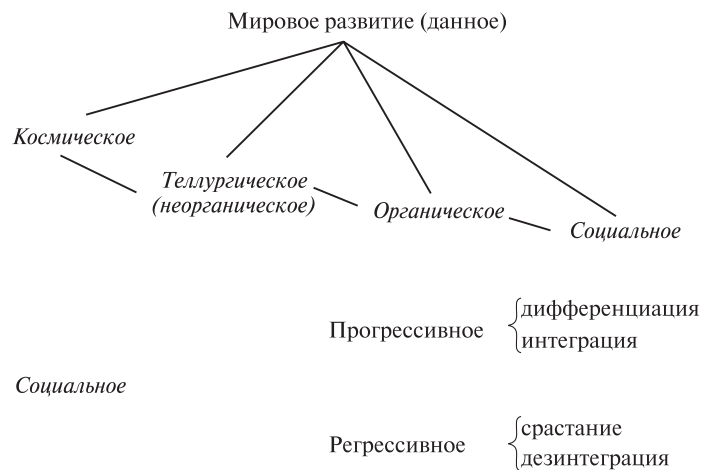 Мировое развитие (данное)
Космическое
Теллургическое
(неорганическое)
Органическое
Социальное
Прогрессивное
дифференциация
интеграция
Социальное
Регрессивное
срастание
дезинтеграция